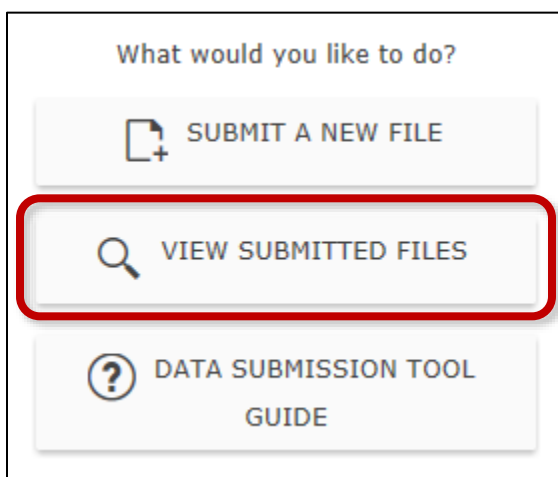 What would you like to do?
SUBMIT A NEW FILE
VIEW SUBMITTED FILES
DATA SUBMISSION TOOL
GUIDE